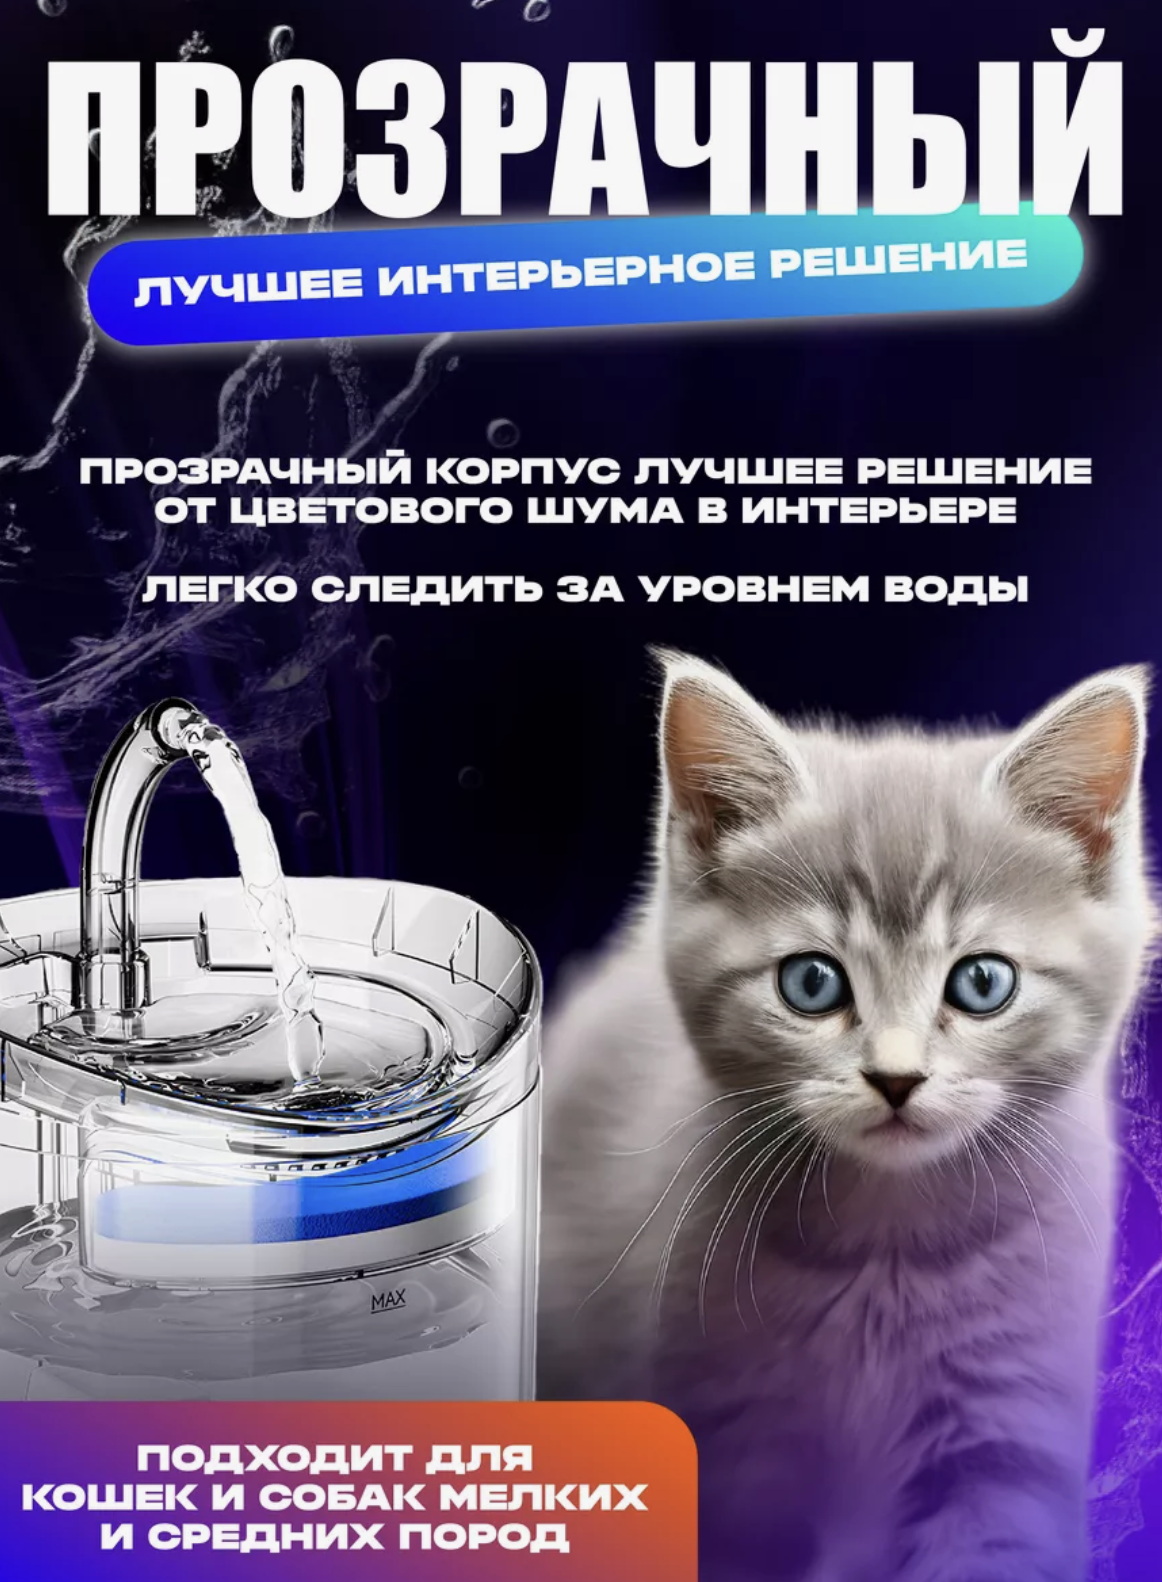 ПРОЗРАЧНЫЙ
ЛУЧШЕЕ ИНТЕРЬЕРНОЕ РЕШЕНИЕ
ПРОЗРАЧНЫЙ КОРПУС ЛУЧШЕЕ РЕШЕНИЕ
ОТ ЦВЕТОВОГО ШУМА В ИНТЕРЬЕРЕ
ЛЕГКО СЛЕДИТЬ ЗА УРОВНЕМ ВОДЫ
MAX
ПОДХОДИТ ДЛЯ
КОШЕК И СОБАК МЕЛКИХ
И СРЕДНИХ ПОРОД